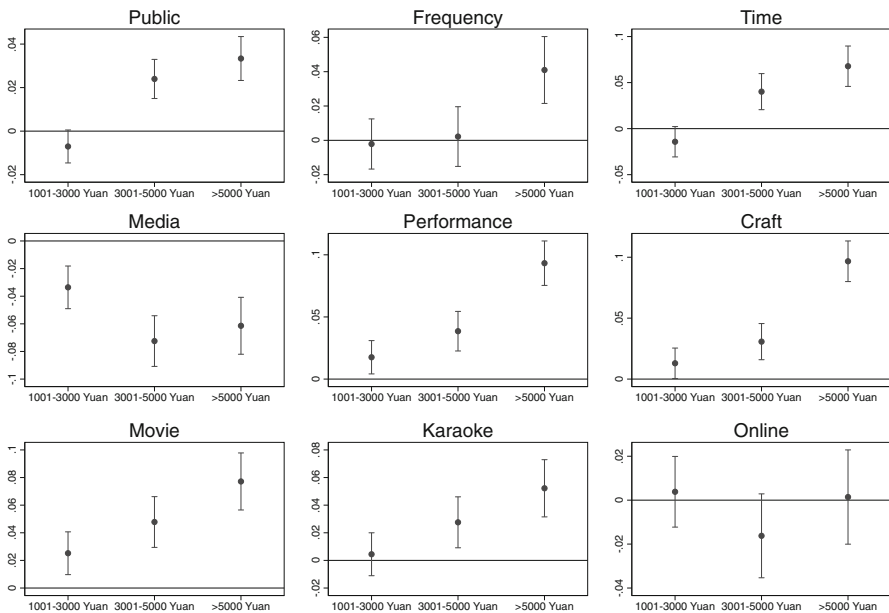 Public Frequency Time
.04 .02 0 -.02
.06 .04 .02 0 -.02
.1 .05 0 .05
1001-3000 Yuan 3001-5000 Yuan >5000 Yuan 1001-3000 Yuan 3001-5000 Yuan >5000 Yuan 1001-3000 Yuan 3001-5000 Yuan >5000 Yuan
Media Performance Craft
0 -.02 -.04 -.06 -.08 -.1
.1 .05 0
.1 .05 0
1001-3000 Yuan 3001-5000 Yuan >5000 Yuan 1001-3000 Yuan 3001-5000 Yuan >5000 Yuan 1001-3000 Yuan 3001-5000 Yuan >5000 Yuan
Movie Karaoke Online
.1 .08 .06 .04 .02 0
.08 .06 .04 .02 0 -.02
.02 0 -.02 -.04
1001-3000 Yuan 3001-5000 Yuan >5000 Yuan 1001-3000 Yuan 3001-5000 Yuan >5000 Yuan 1001-3000 Yuan 3001-5000 Yuan >5000 Yuan